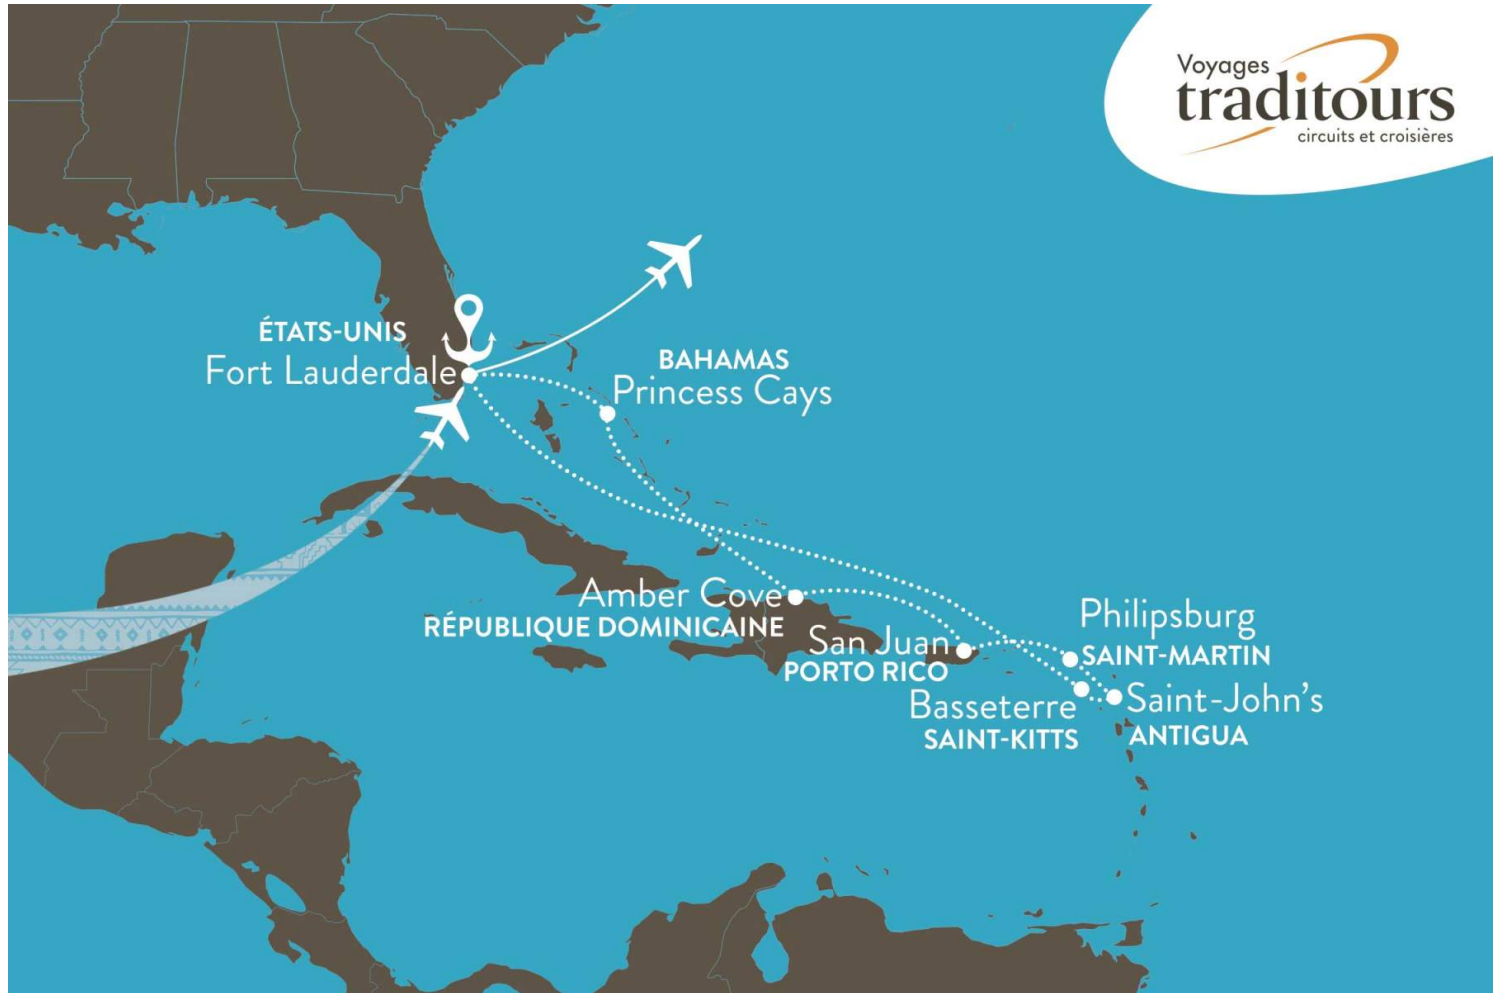 Voyages
traditours
circuits et croisières
ÉTATS-UNIS
Fort Lauderdale
BAHAMAS
Princess Cays
Amber Cove
RÉPUBLIQUE DOMINICAINE
San Juan
PORTO RICO
Philipsburg
SAINT-MARTIN
Basseterre
SAINT-KITTS
Saint-John's
ANTIGUA